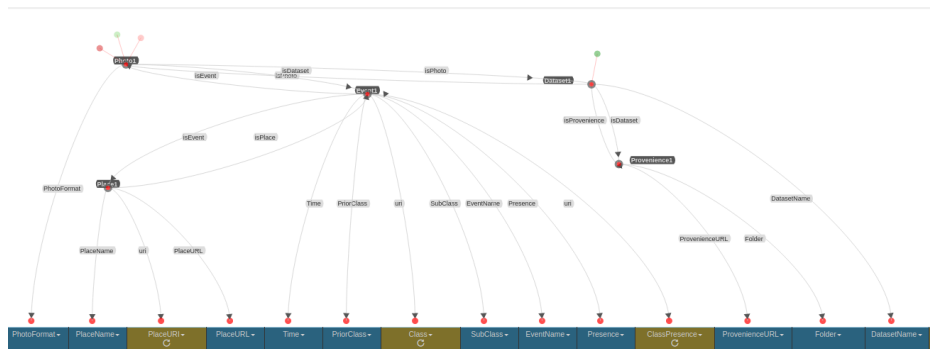 Photo1
isDataset
isPhoto
isEvent
isPhoto
Dataset1
Event1
isProvenience
isDataset
isEvent
isPlace
Provenience1
Place1
PhotoFormat
DatasetName
Time
PriorClass
uri
SubClass
EventName
Presence
uri
ProvenienceURL
Folder
PlaceName
uri
PlaceURL
PhotoFormat PlaceName PlaceURI PlaceURL Time PriorClass Class SubClass EventName Presence ClassPresence ProvenienceURL Folder DatasetName